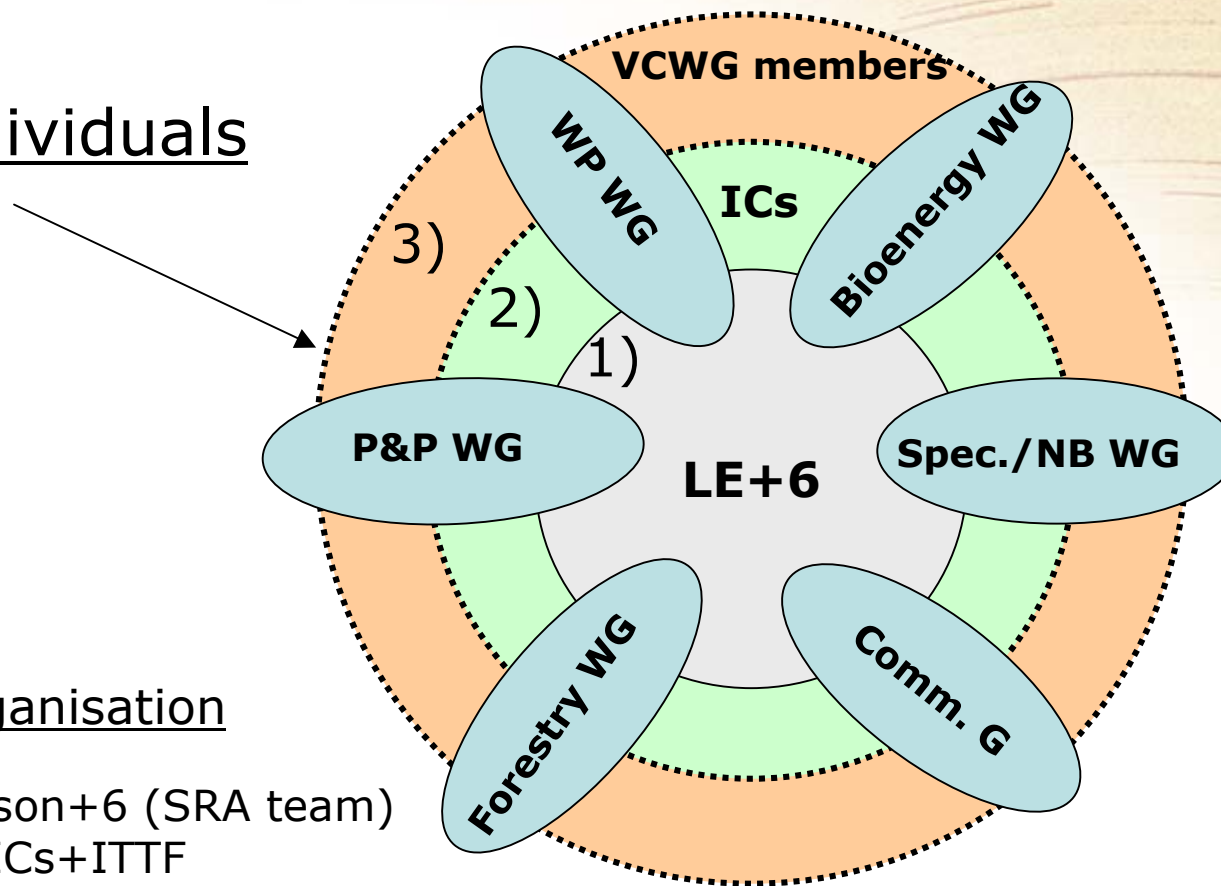 VCWG members
ividuals
WP WG
Bioenergy WG
ICs
3)
2)
1)
P&P WG
Spec./NB WG
LE+6
Forestry WG
Comm. G
ganisation
son+6 (SRA team)
ICs+ITTF